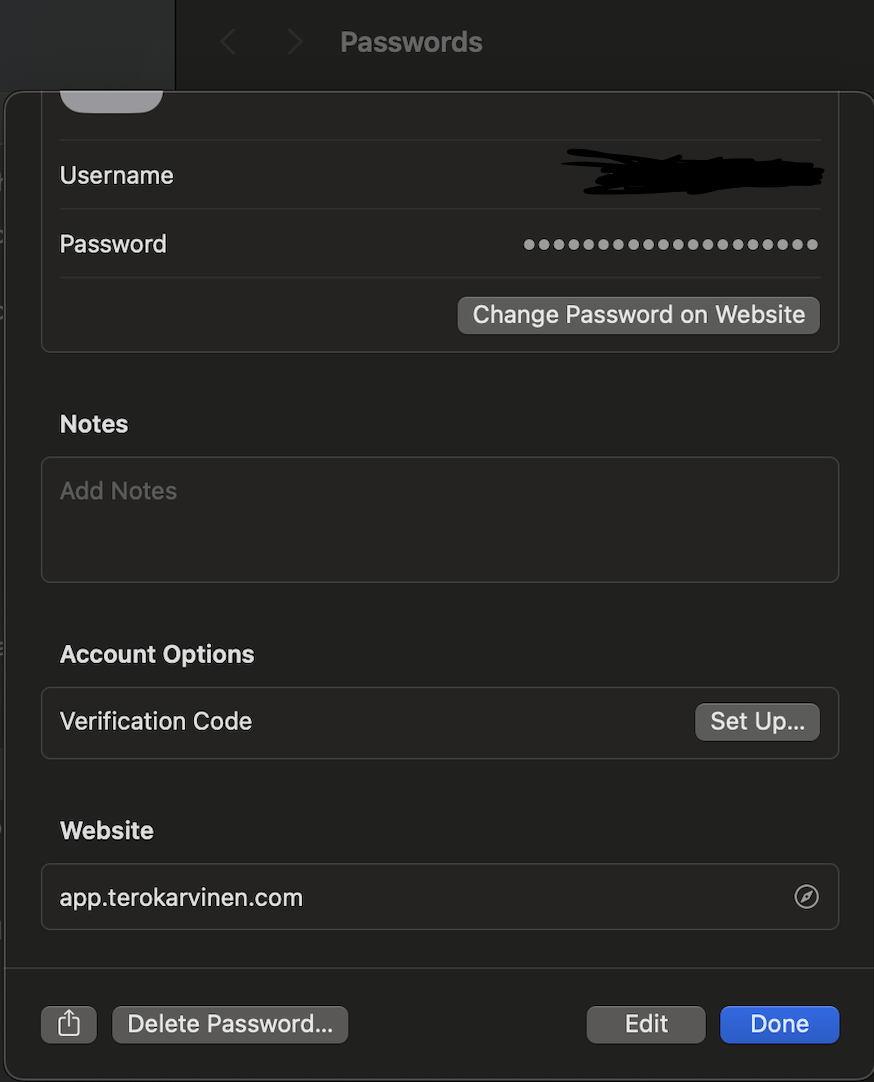 Passwords
Username
Password
Change Password on Website
Notes
Add Notes
Account Options
Verification Code
Set Up...
Website
app.terokarvinen.com
Delete Password...
Edit
Done